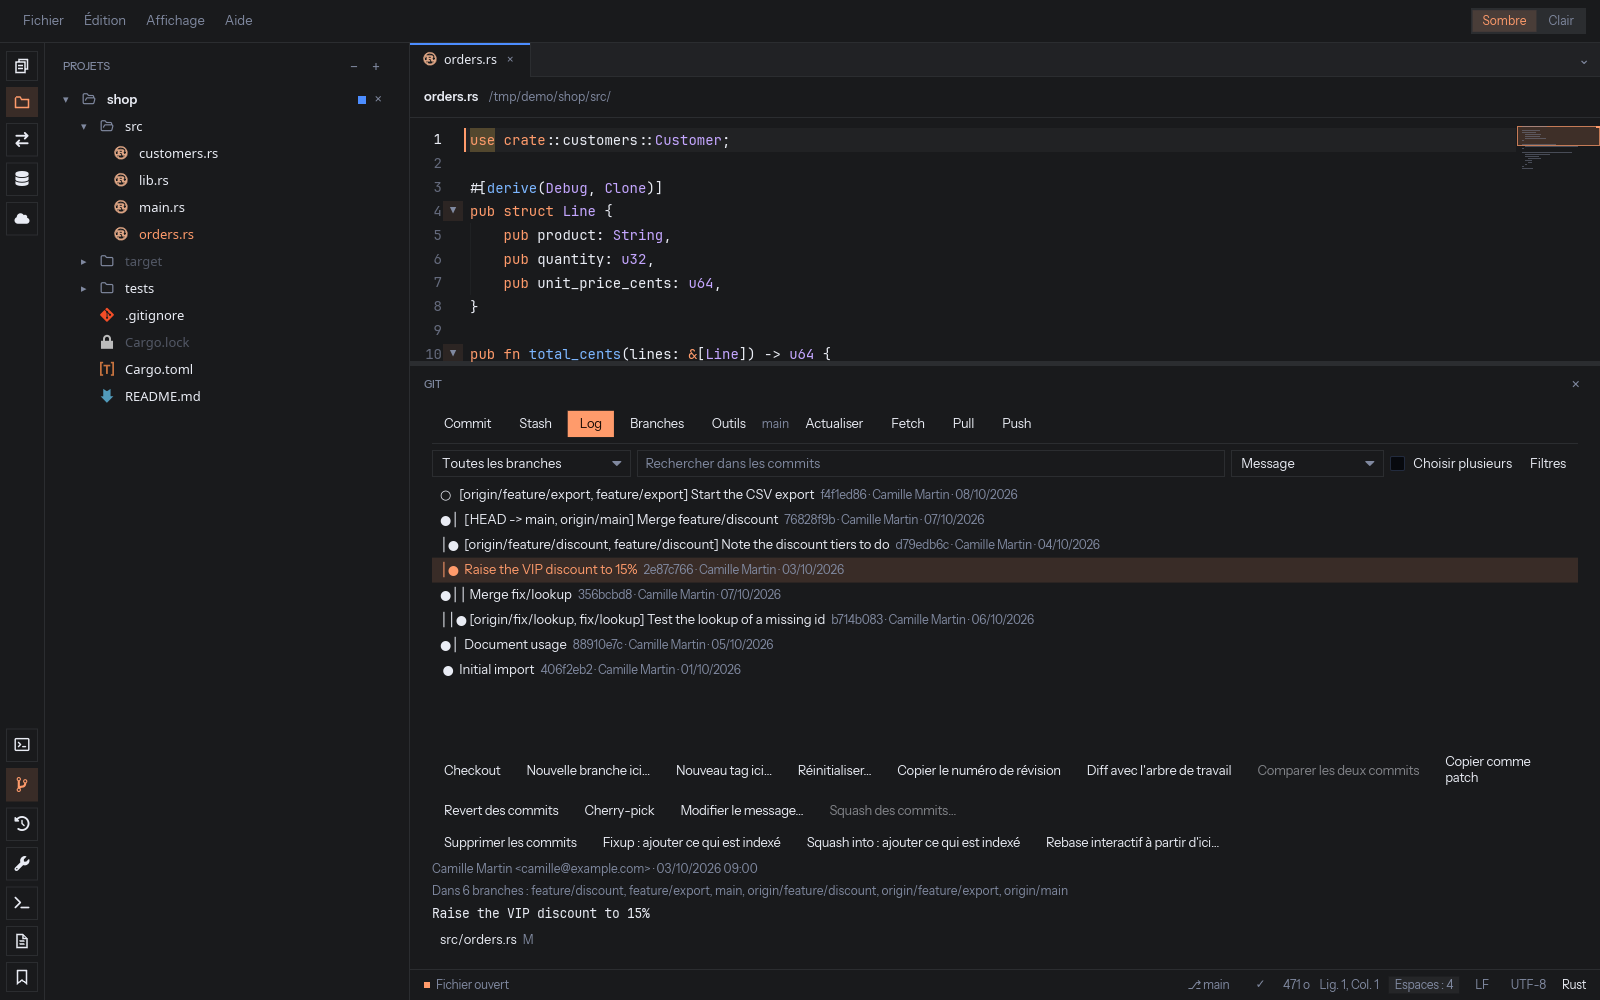 Fichier Édition Affichage Aide Sombre Clair
PROJETS − +
orders.rs ×
shop ×
orders.rs /tmp/demo/shop/src/
src
customers.rs
lib.rs
main.rs
orders.rs
target
tests
.gitignore
Cargo.lock
Cargo.toml
README.md
1 use crate::customers::Customer;
2
3 #[derive(Debug, Clone)]
4 pub struct Line {
5 pub product: String,
6 pub quantity: u32,
7 pub unit_price_cents: u64,
8 }
9
10 pub fn total_cents(lines: &[Line]) -> u64 {
GIT ×
Commit Stash Log Branches Outils main Actualiser Fetch Pull Push
Toutes les branches Rechercher dans les commits Message Choisir plusieurs Filtres
[origin/feature/export, feature/export] Start the CSV export f4f1ed86 · Camille Martin · 08/10/2026
[HEAD -> main, origin/main] Merge feature/discount 76828f9b · Camille Martin · 07/10/2026
[origin/feature/discount, feature/discount] Note the discount tiers to do d79edb6c · Camille Martin · 04/10/2026
Raise the VIP discount to 15% 2e87c766 · Camille Martin · 03/10/2026
Merge fix/lookup 356bcbd8 · Camille Martin · 07/10/2026
[origin/fix/lookup, fix/lookup] Test the lookup of a missing id b714b083 · Camille Martin · 06/10/2026
Document usage 88910e7c · Camille Martin · 05/10/2026
Initial import 406f2eb2 · Camille Martin · 01/10/2026
Checkout Nouvelle branche ici... Nouveau tag ici... Réinitialiser... Copier le numéro de révision Diff avec l'arbre de travail Comparer les deux commits Copier comme patch
Revert des commits Cherry-pick Modifier le message... Squash des commits...
Supprimer les commits Fixup : ajouter ce qui est indexé Squash into : ajouter ce qui est indexé Rebase interactif à partir d'ici...
Camille Martin <camille@example.com> · 03/10/2026 09:00
Dans 6 branches : feature/discount, feature/export, main, origin/feature/discount, origin/feature/export, origin/main
Raise the VIP discount to 15%
src/orders.rs M
Fichier ouvert main ✓ 471 o Lig. 1, Col. 1 Espaces : 4 LF UTF-8 Rust